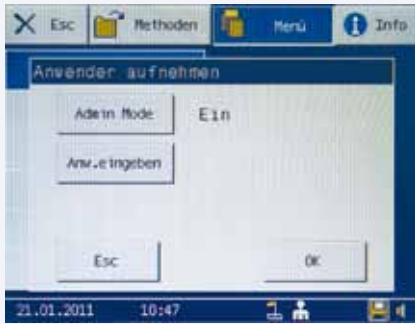 Esc Methoden Menü Info
Anwender aufnehmen
Admin Mode Ein
Anw.eingeben
Esc OK
21.01.2011 10:47